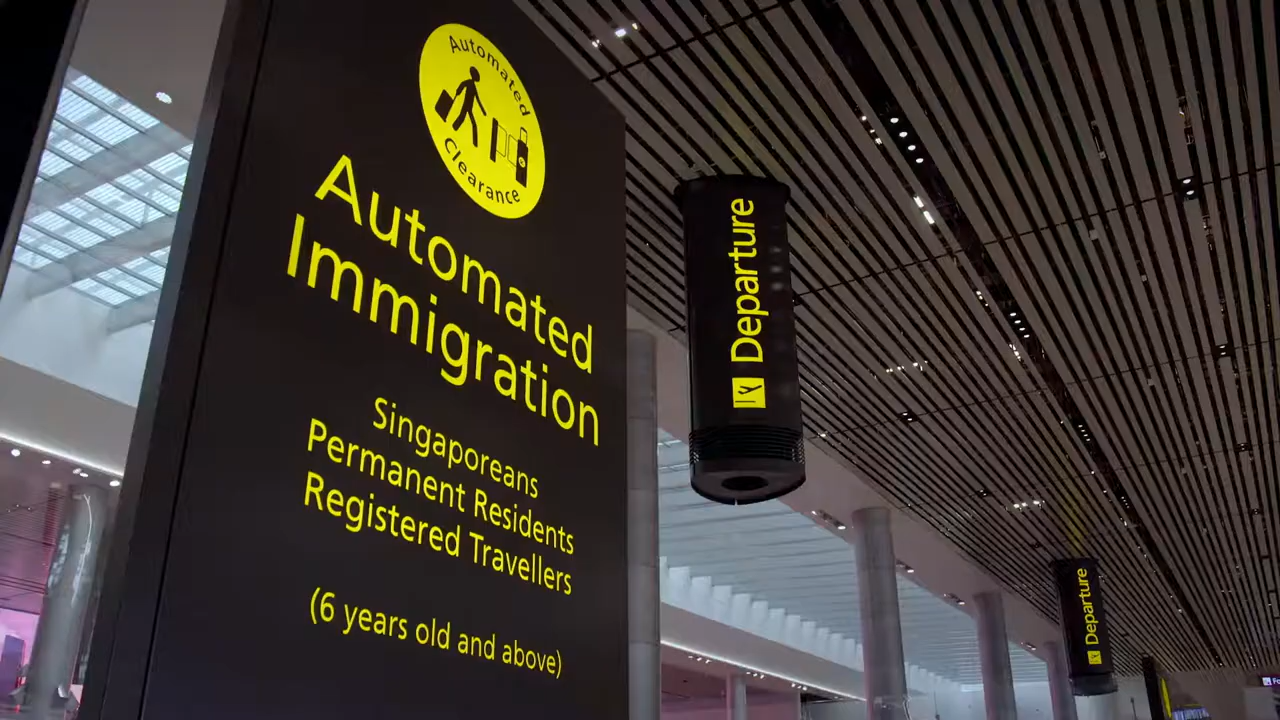 Automated
Clearance
Automated
Immigration
Singaporeans
Permanent Residents
Registered Travellers
(6 years old and above)
Departure
Departure